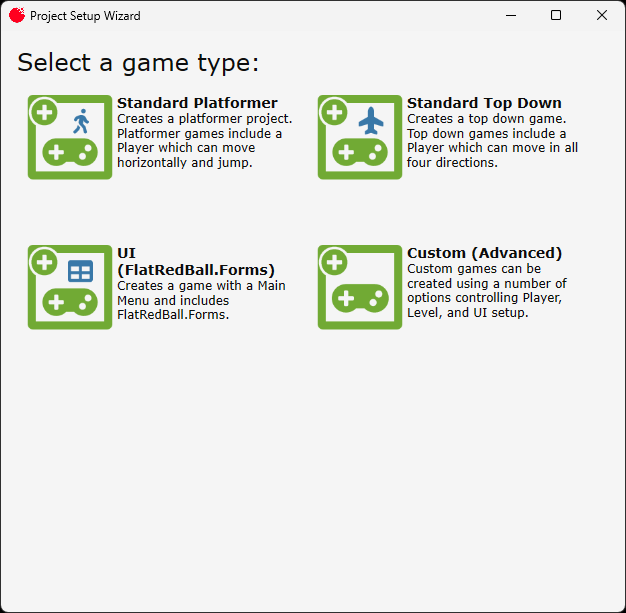 Project Setup Wizard
Select a game type:
Standard Platformer
Creates a platformer project.
Platformer games include a
Player which can move
horizontally and jump.
Standard Top Down
Creates a top down game.
Top down games include a
Player which can move in all
four directions.
UI
(FlatRedBall.Forms)
Creates a game with a Main
Menu and includes
FlatRedBall.Forms.
Custom (Advanced)
Custom games can be
created using a number of
options controlling Player,
Level, and UI setup.